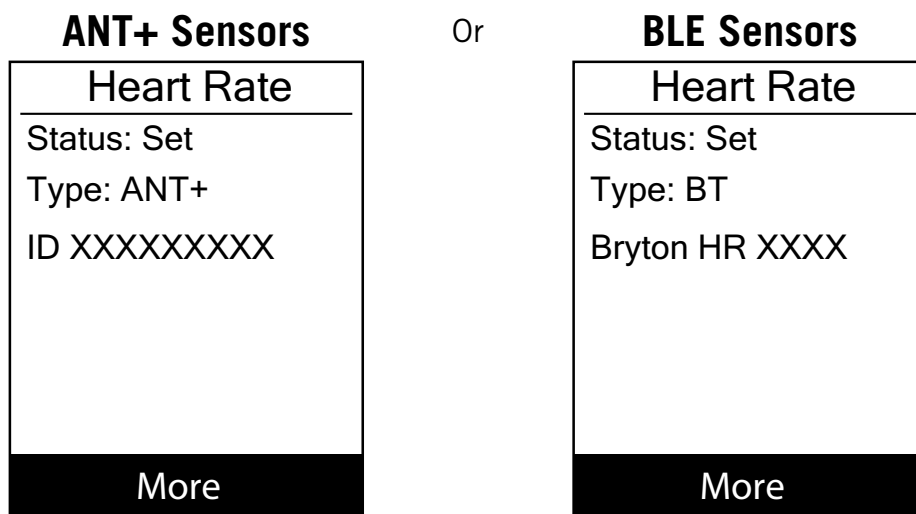 ANT+ Sensors
Or
BLE Sensors
Heart Rate
Status: Set
Type: ANT+
ID XXXXXXXXX
More
Heart Rate
Status: Set
Type: BT
Bryton HR XXXX
More